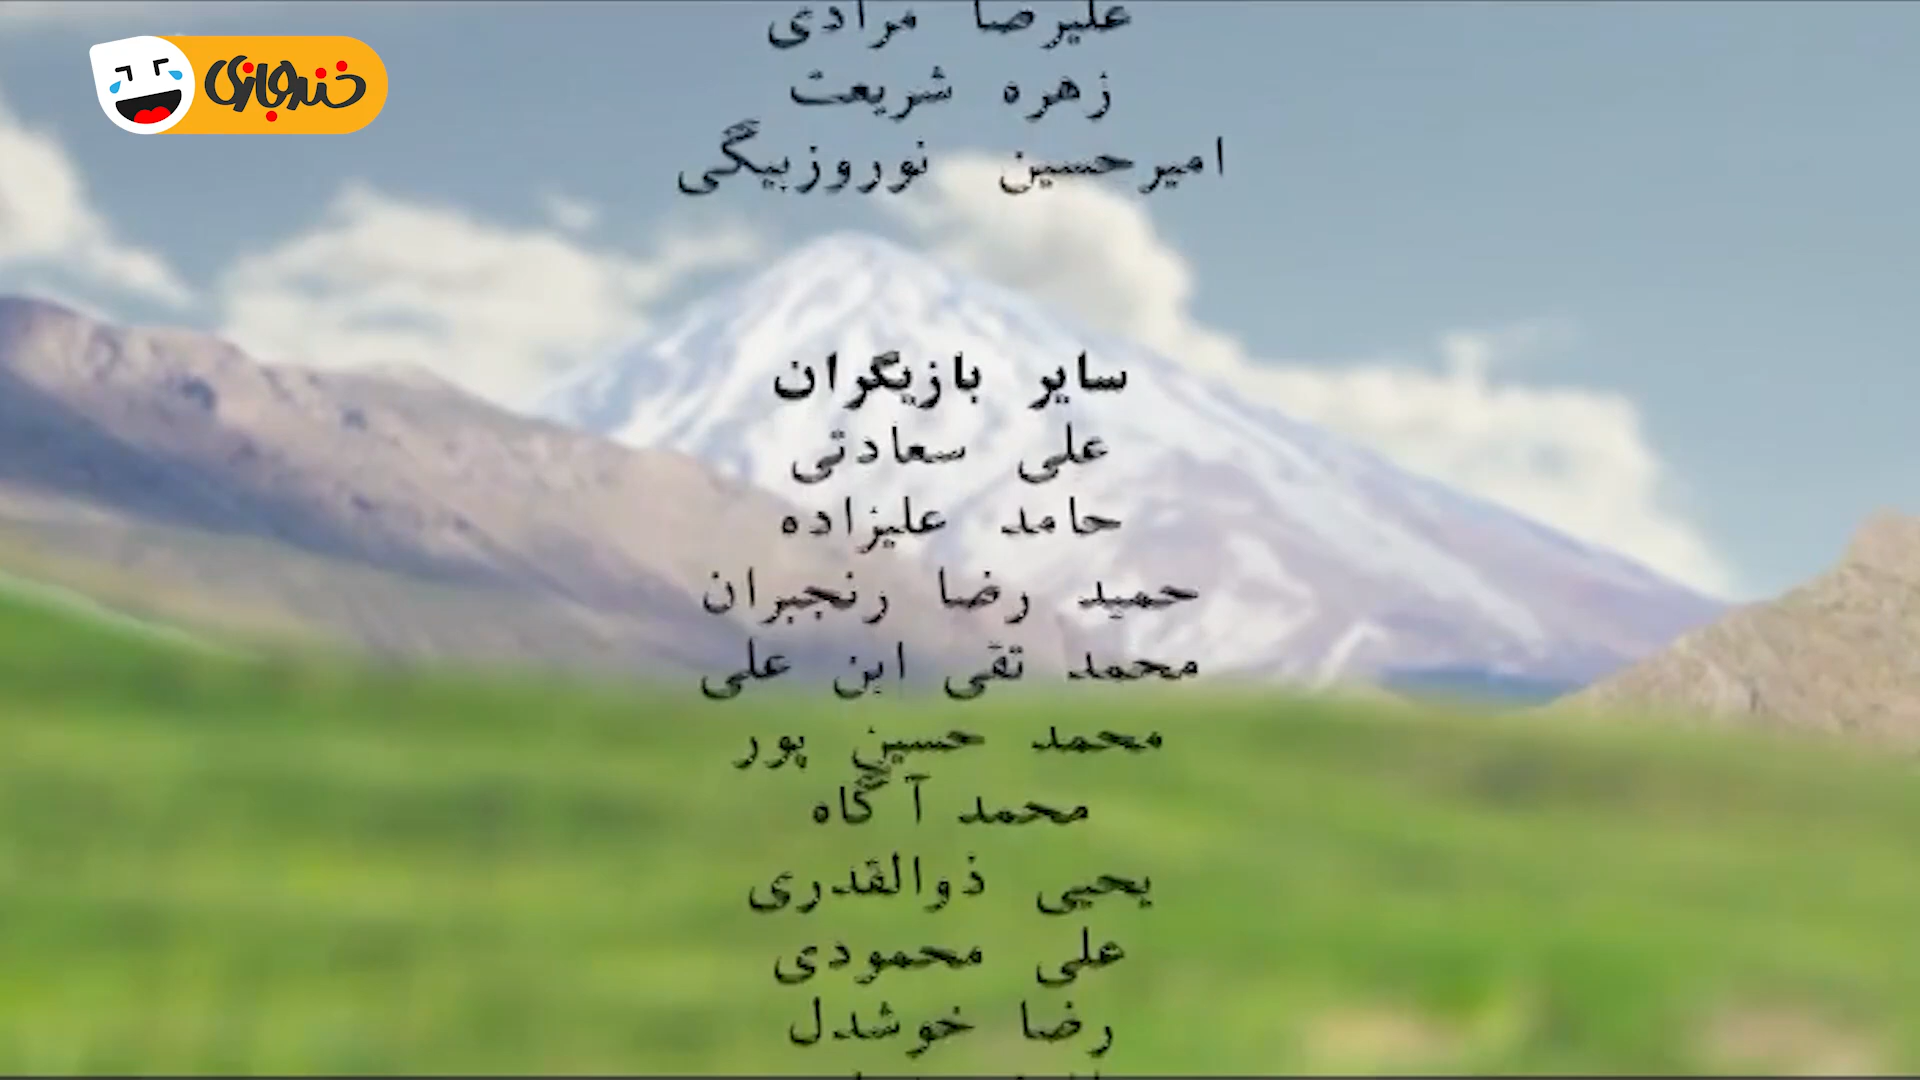 خندوبازی
علیرضا مرادی
زهره شریعت
امیرحسین نوروزبیگی
سایر بازیگران
علی سعادتی
حامد علیزاده
حمید رضا رنجبران
محمد تقی ابن علی
محمد حسین پور
محمد آگاه
یحیی ذوالقدری
علی محمودی
رضا خوشدل